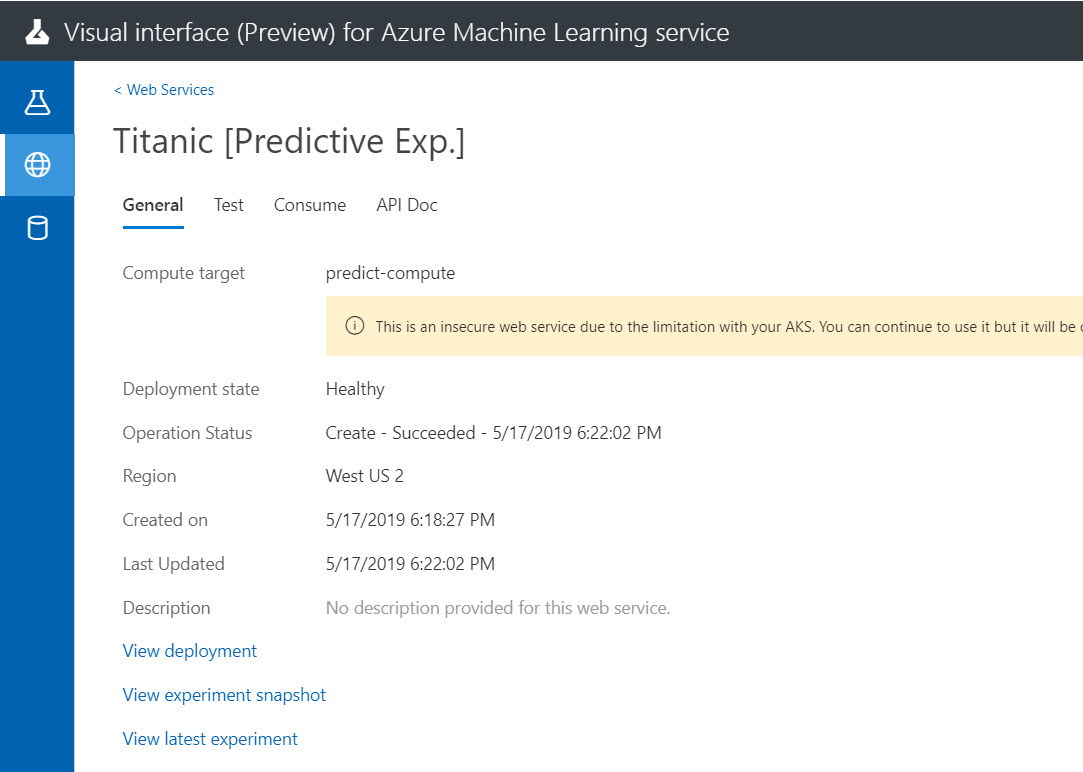 Visual interface (Preview) for Azure Machine Learning service
< Web Services
Titanic [Predictive Exp.]
General Test Consume API Doc
Compute target predict-compute
This is an insecure web service due to the limitation with your AKS. You can continue to use it but it will be
Deployment state Healthy
Operation Status Create - Succeeded - 5/17/2019 6:22:02 PM
Region West US 2
Created on 5/17/2019 6:18:27 PM
Last Updated 5/17/2019 6:22:02 PM
Description No description provided for this web service.
View deployment
View experiment snapshot
View latest experiment